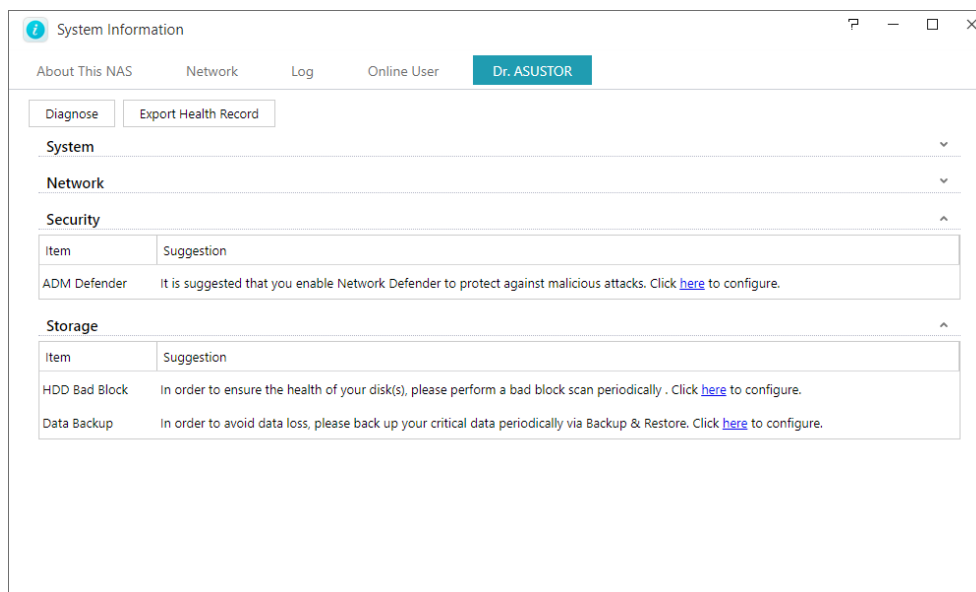 System Information
About This NAS Network Log Online User Dr. ASUSTOR
Diagnose Export Health Record
System
Network
Security
Item Suggestion
ADM Defender It is suggested that you enable Network Defender to protect against malicious attacks. Click here to configure.
Storage
Item Suggestion
HDD Bad Block In order to ensure the health of your disk(s), please perform a bad block scan periodically . Click here to configure.
Data Backup In order to avoid data loss, please back up your critical data periodically via Backup & Restore. Click here to configure.